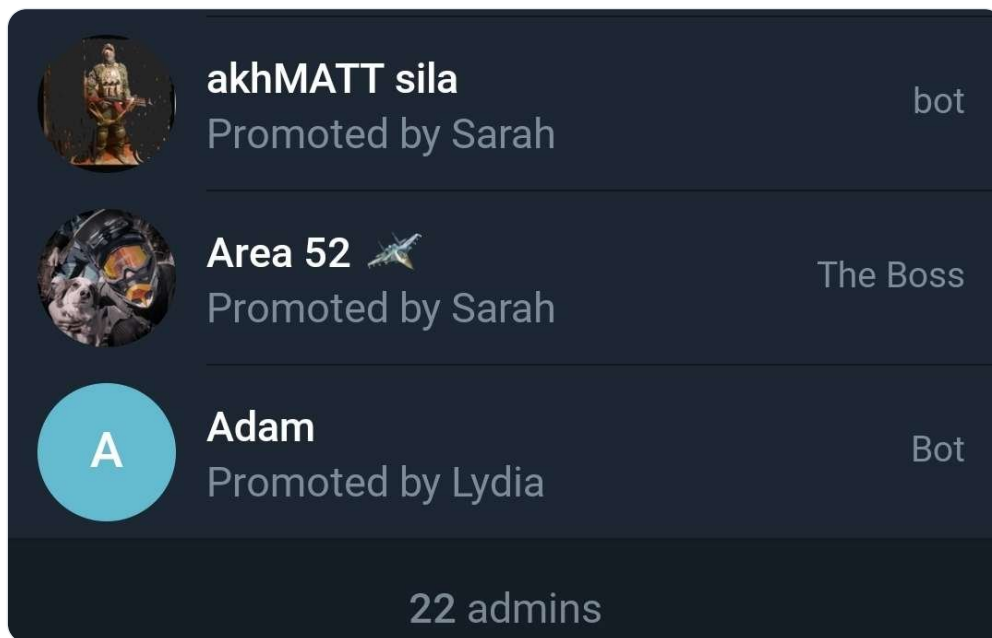 akhMATT sila
bot
Promoted by Sarah
Area 52
The Boss
Promoted by Sarah
A
Adam
Bot
Promoted by Lydia
22 admins